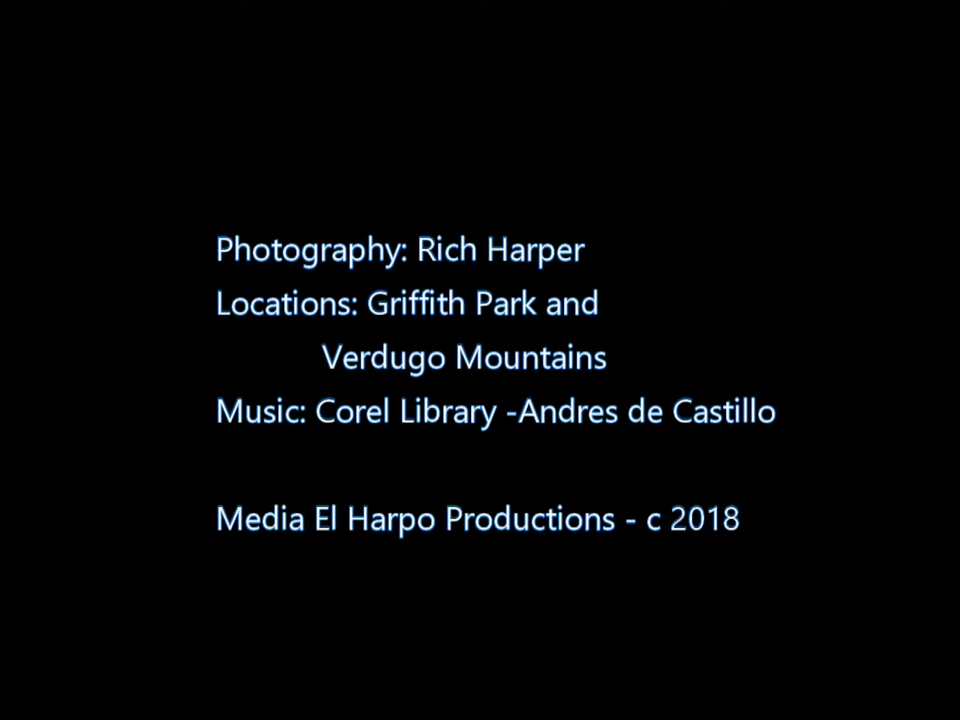 Photography: Rich Harper
Locations: Griffith Park and
Verdugo Mountains
Music: Corel Library -Andres de Castillo
Media El Harpo Productions - c 2018